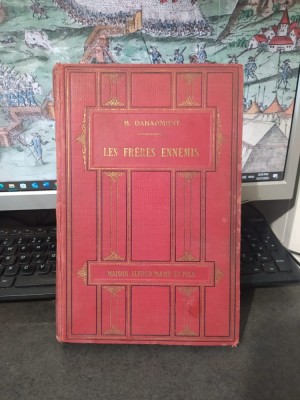 LES FRÈRES ENNEMIS
MAISON ALFRED MAME ET FILS